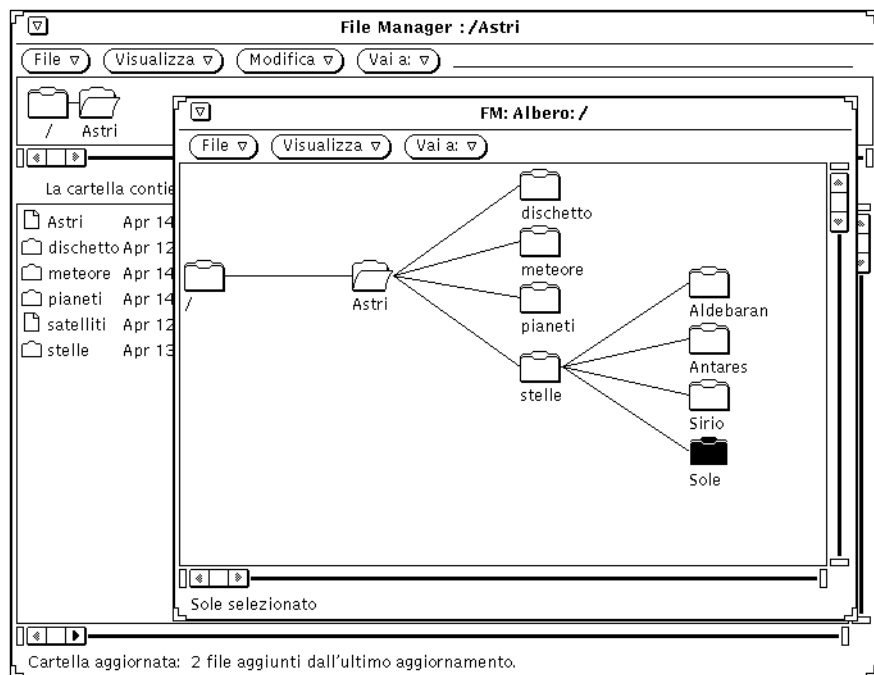 File Manager : /Astri
File Visualizza Modifica Vai a:
/ Astri
FM: Albero: /
File Visualizza Vai a:
La cartella contie
Astri Apr 14
dischetto Apr 12
meteore Apr 14
pianeti Apr 14
satelliti Apr 12
stelle Apr 13
/
Astri
dischetto
meteore
pianeti
stelle
Aldebaran
Antares
Sirio
Sole
Sole selezionato
Cartella aggiornata: 2 file aggiunti dall'ultimo aggiornamento.